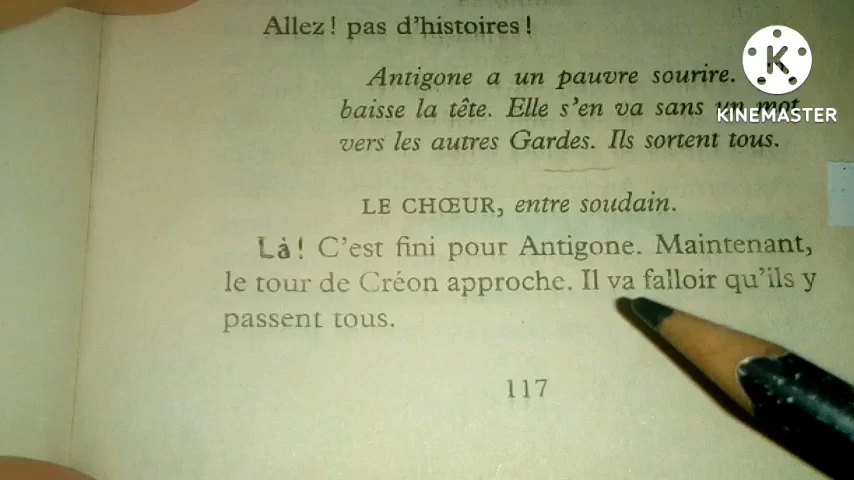 Allez! pas d'histoires!
Antigone a un pauvre sourire.
baisse la tête. Elle s'en va sans un mot
vers les autres Gardes. Ils sortent tous.
LE CHŒUR, entre soudain.
Là! C'est fini pour Antigone. Maintenant,
le tour de Créon approche. Il va falloir qu'ils y
passent tous.
117
K
KINEMASTER